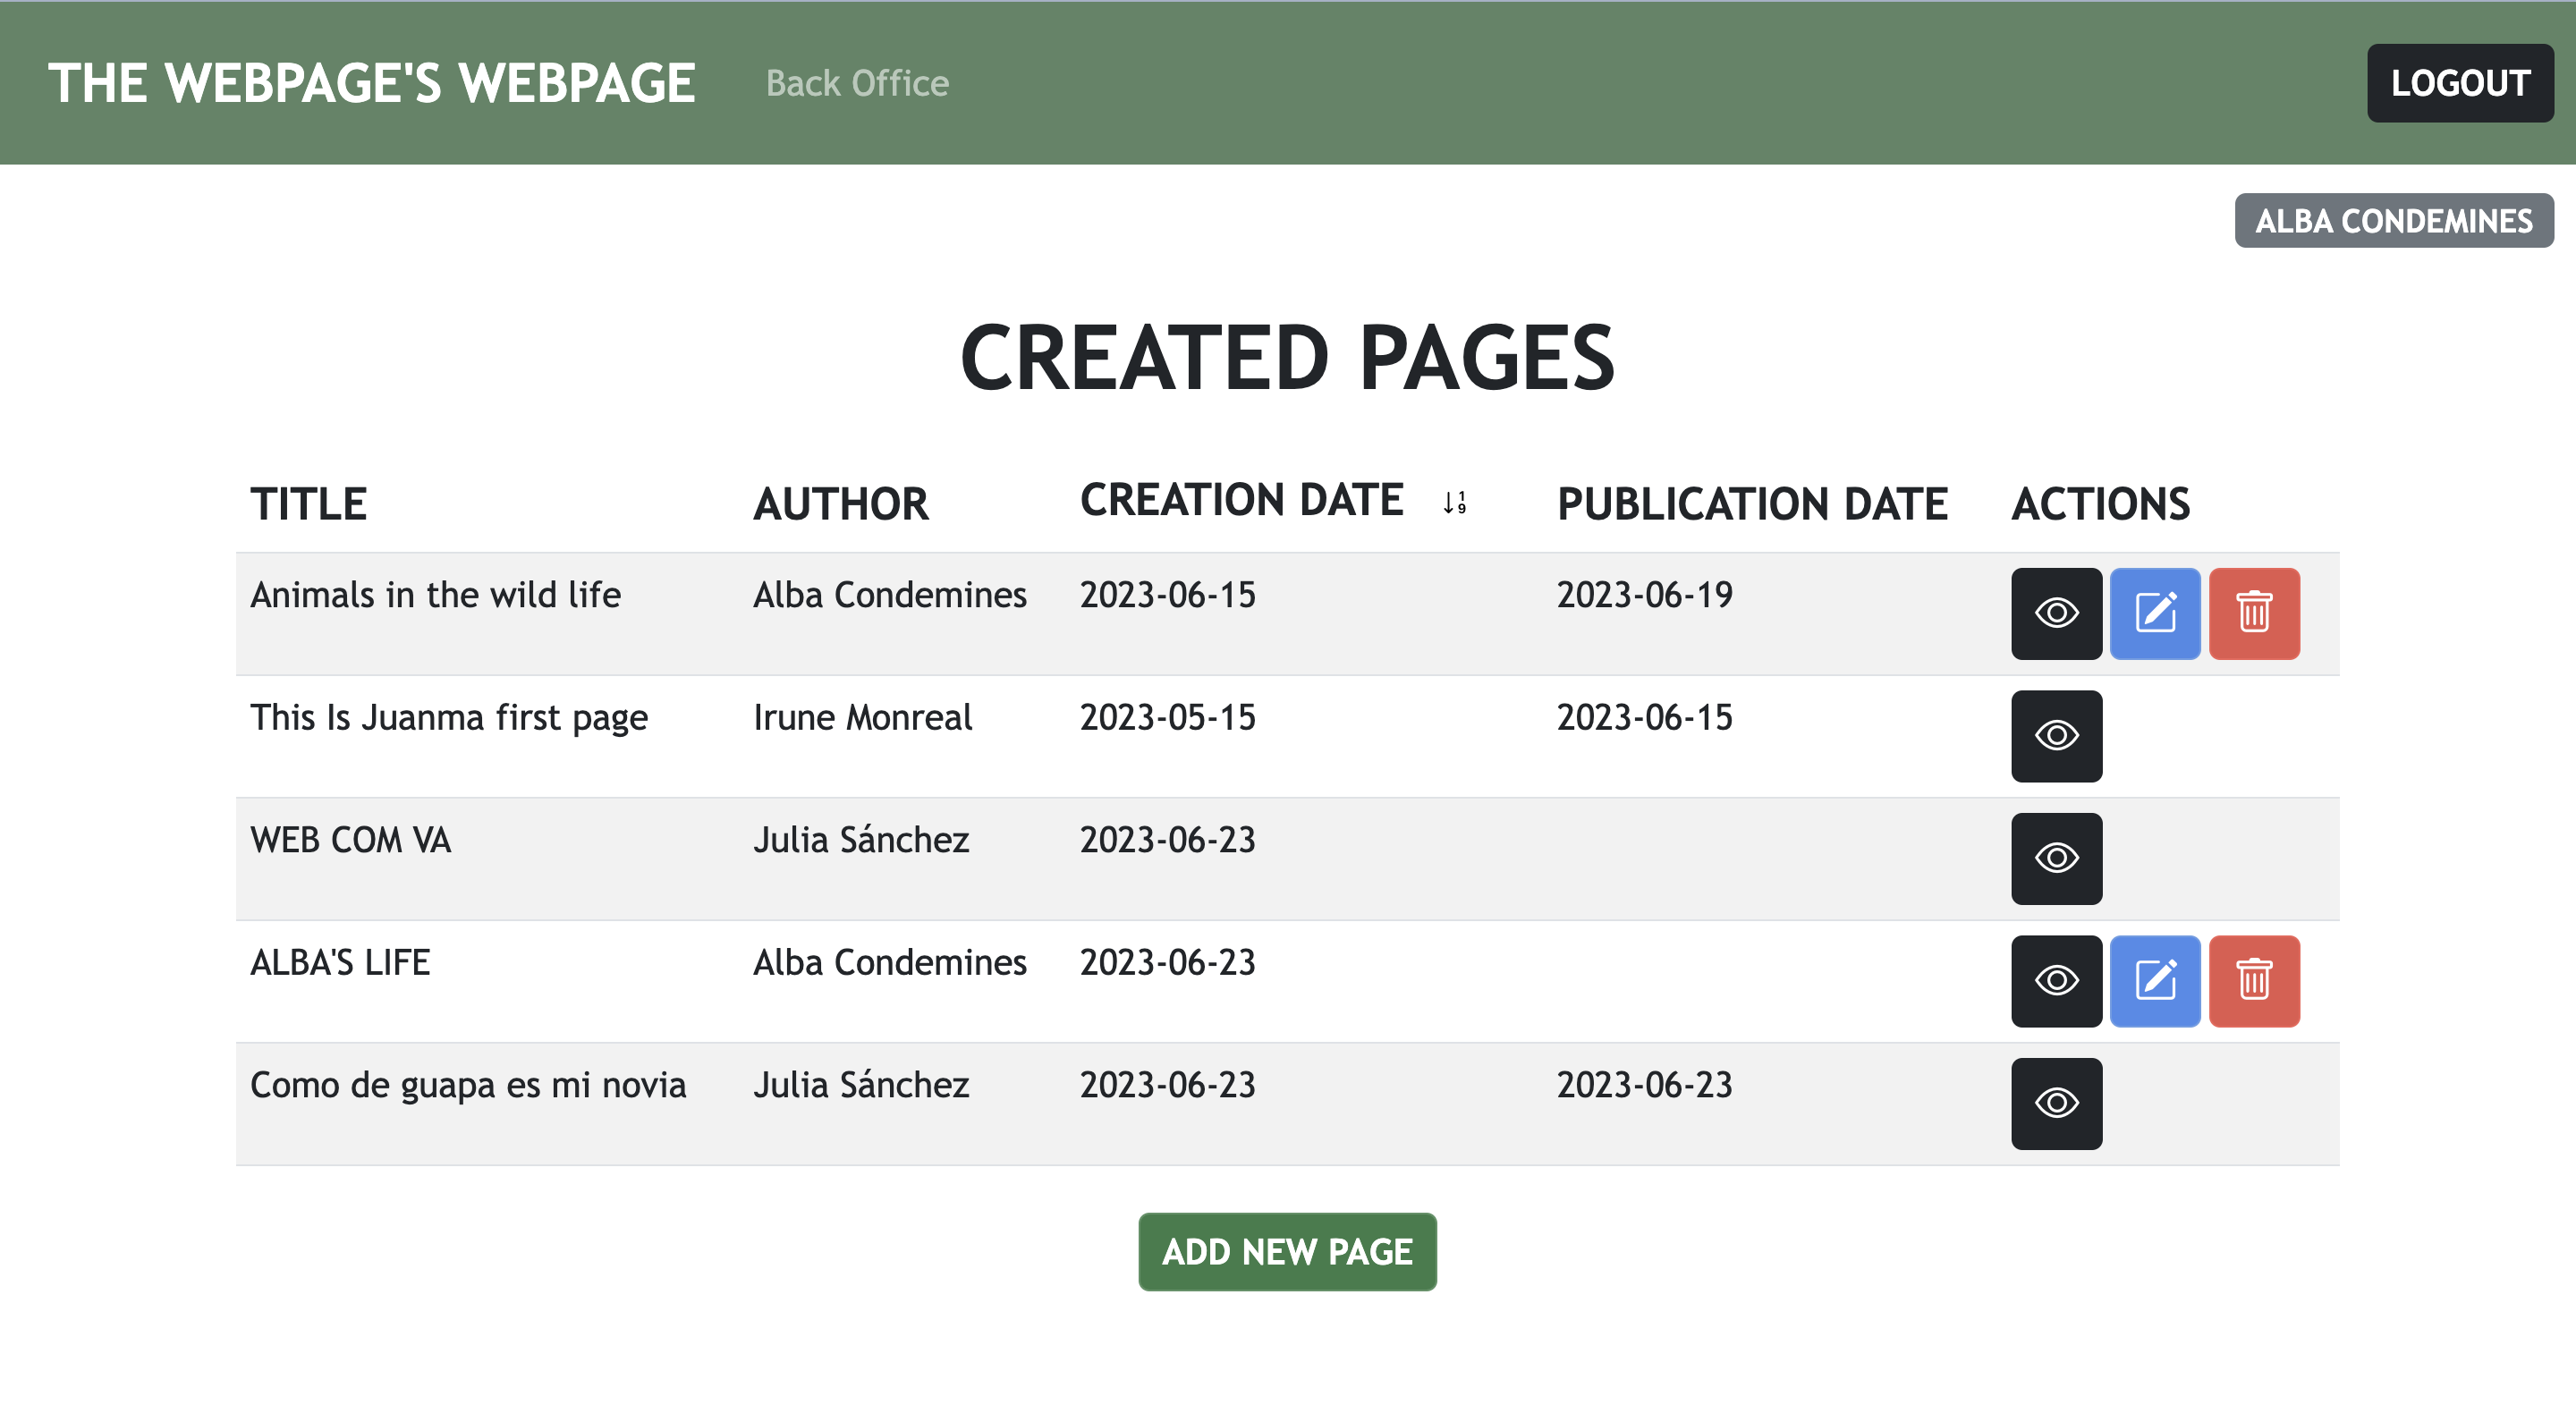 THE WEBPAGE'S WEBPAGE Back Office LOGOUT
ALBA CONDEMINES
CREATED PAGES
TITLE AUTHOR CREATION DATE ↓19 PUBLICATION DATE ACTIONS
Animals in the wild life Alba Condemines 2023-06-15 2023-06-19
This Is Juanma first page Irune Monreal 2023-05-15 2023-06-15
WEB COM VA Julia Sánchez 2023-06-23
ALBA'S LIFE Alba Condemines 2023-06-23
Como de guapa es mi novia Julia Sánchez 2023-06-23 2023-06-23
ADD NEW PAGE